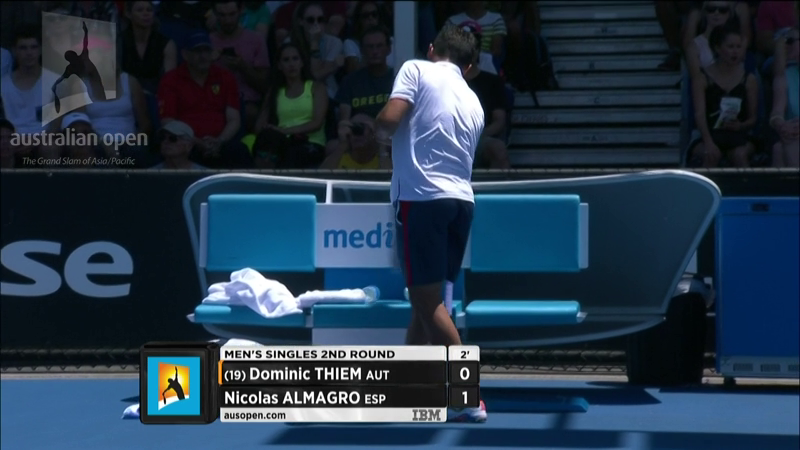 australian open
The Grand Slam of Asia/Pacific
OREGON
medi
se
MEN'S SINGLES 2ND ROUND 2'
(19) Dominic THIEM AUT 0
Nicolas ALMAGRO ESP 1
ausopen.com IBM